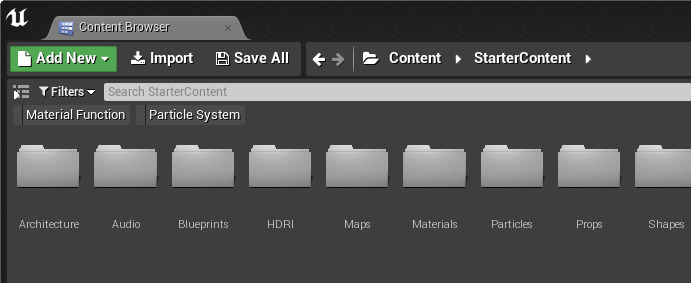 Content Browser
Add New Import Save All Content StarterContent
Filters Search StarterContent
Material Function Particle System
Architecture Audio Blueprints HDRI Maps Materials Particles Props Shapes